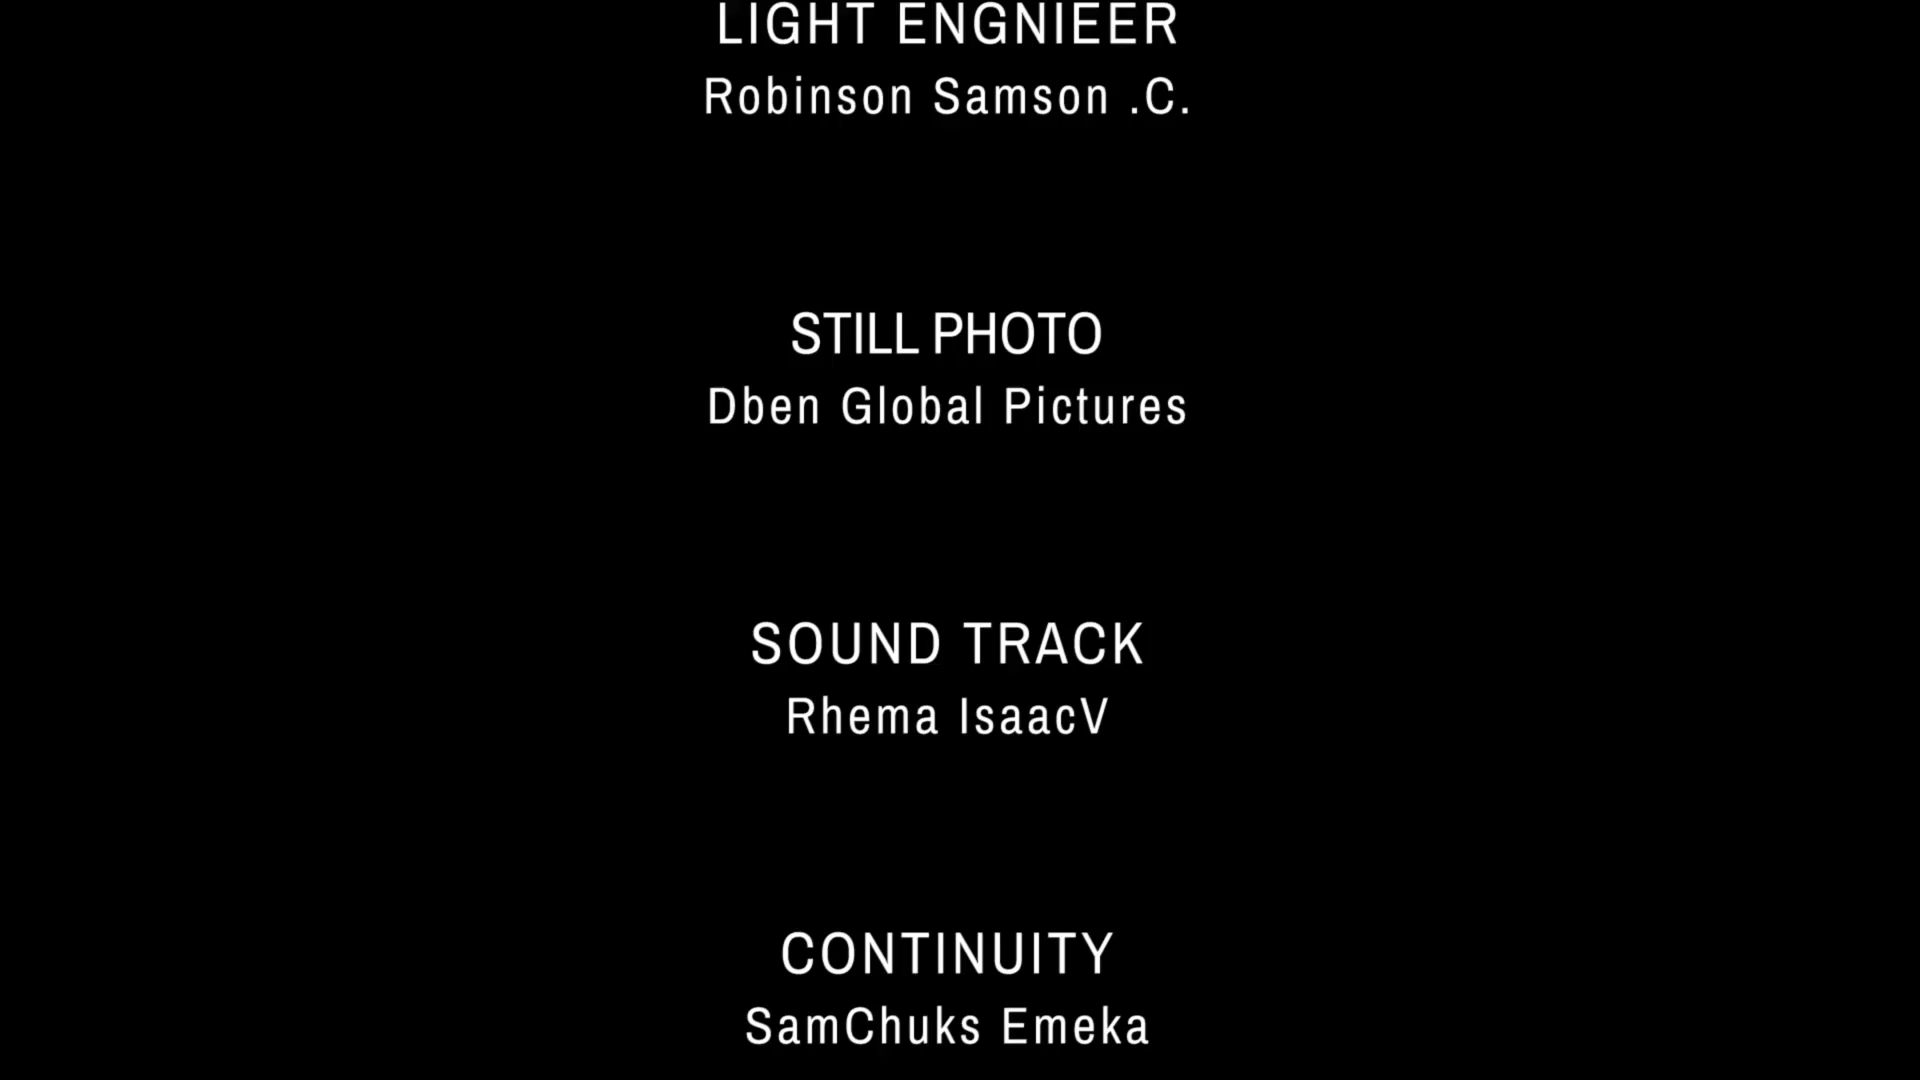 LIGHT ENGNIEER
Robinson Samson .C.
STILL PHOTO
Dben Global Pictures
SOUND TRACK
Rhema IsaacV
CONTINUITY
SamChuks Emeka